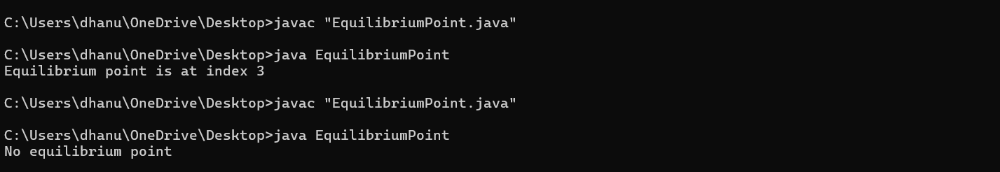 C:\Users\dhanu\OneDrive\Desktop>javac "EquilibriumPoint.java"
C:\Users\dhanu\OneDrive\Desktop>java EquilibriumPoint
Equilibrium point is at index 3
C:\Users\dhanu\OneDrive\Desktop>javac "EquilibriumPoint.java"
C:\Users\dhanu\OneDrive\Desktop>java EquilibriumPoint
No equilibrium point